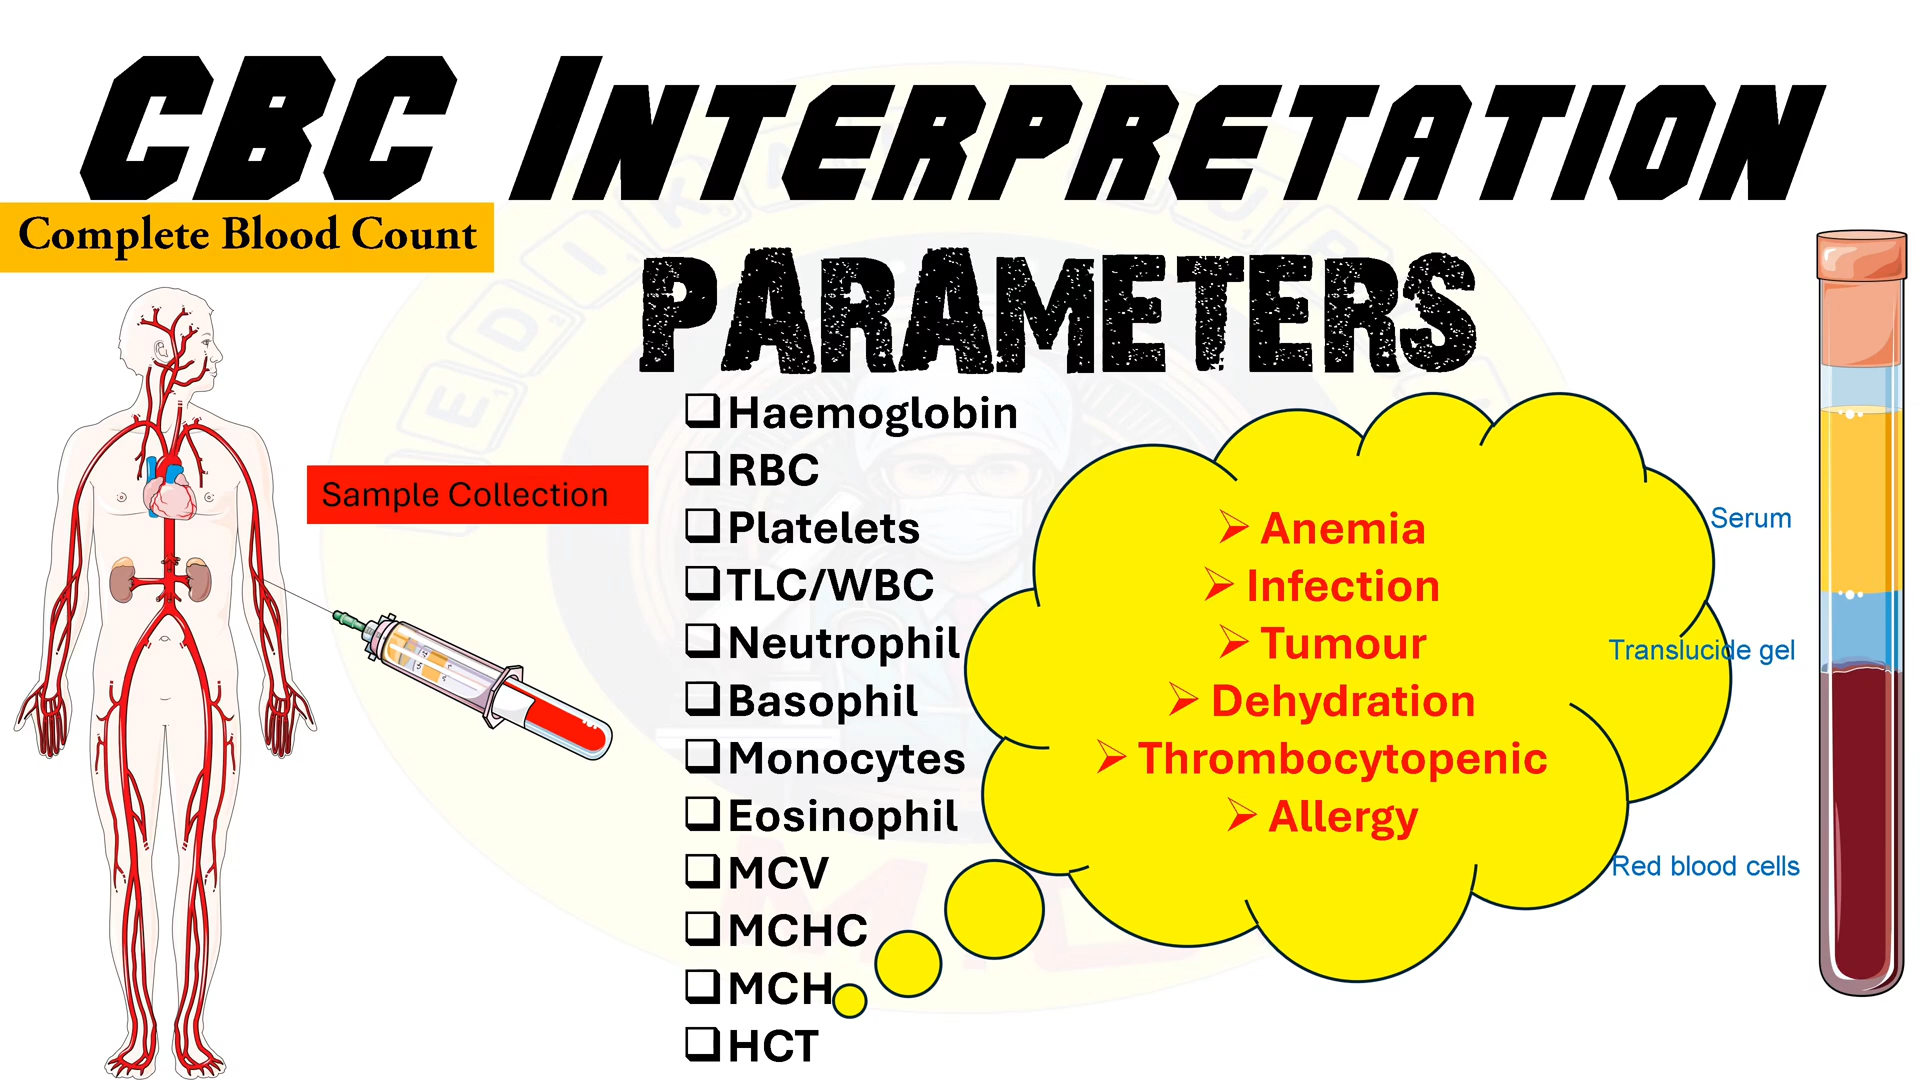 CBC Interpretation
Complete Blood Count
PARAMETERS
Sample Collection
Haemoglobin
RBC
Platelets
TLC/WBC
Neutrophil
Basophil
Monocytes
Eosinophil
MCV
MCHC
MCH
HCT
Anemia
Infection
Tumour
Dehydration
Thrombocytopenic
Allergy
Serum
Translucide gel
Red blood cells